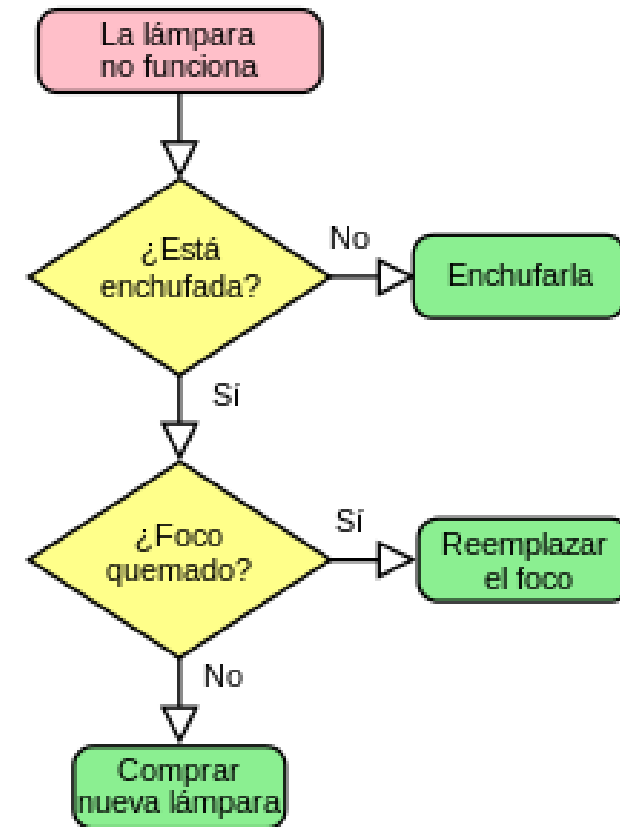 La lámpara
no funciona
¿Está
enchufada?
No
Enchufarla
Sí
¿Foco
quemado?
Sí
Reemplazar
el foco
No
Comprar
nueva lámpara